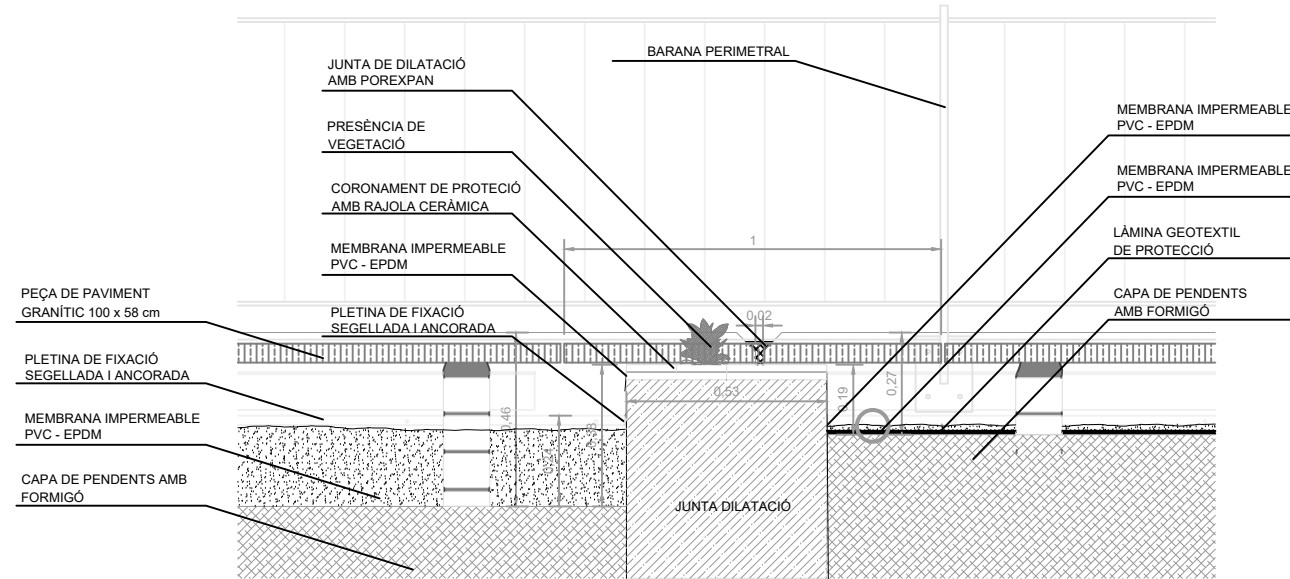 BARANA PERIMETRAL
JUNTA DE DILATACIÓ
AMB POREXPAN
PRESÈNCIA DE
VEGETACIÓ
CORONAMENT DE PROTECIÓ
AMB RAJOLA CERÀMICA
MEMBRANA IMPERMEABLE
PVC - EPDM
PLETINA DE FIXACIÓ
SEGELLADA I ANCORADA
PEÇA DE PAVIMENT
GRANÍTIC 100 x 58 cm
PLETINA DE FIXACIÓ
SEGELLADA I ANCORADA
MEMBRANA IMPERMEABLE
PVC - EPDM
CAPA DE PENDENTS AMB
FORMIGÓ
MEMBRANA IMPERMEABLE
PVC - EPDM
MEMBRANA IMPERMEABLE
PVC - EPDM
LÀMINA GEOTEXTIL
DE PROTECCIÓ
CAPA DE PENDENTS
AMB FORMIGÓ
1
0,02
0,53
0,46
0,19
0,27
JUNTA DILATACIÓ